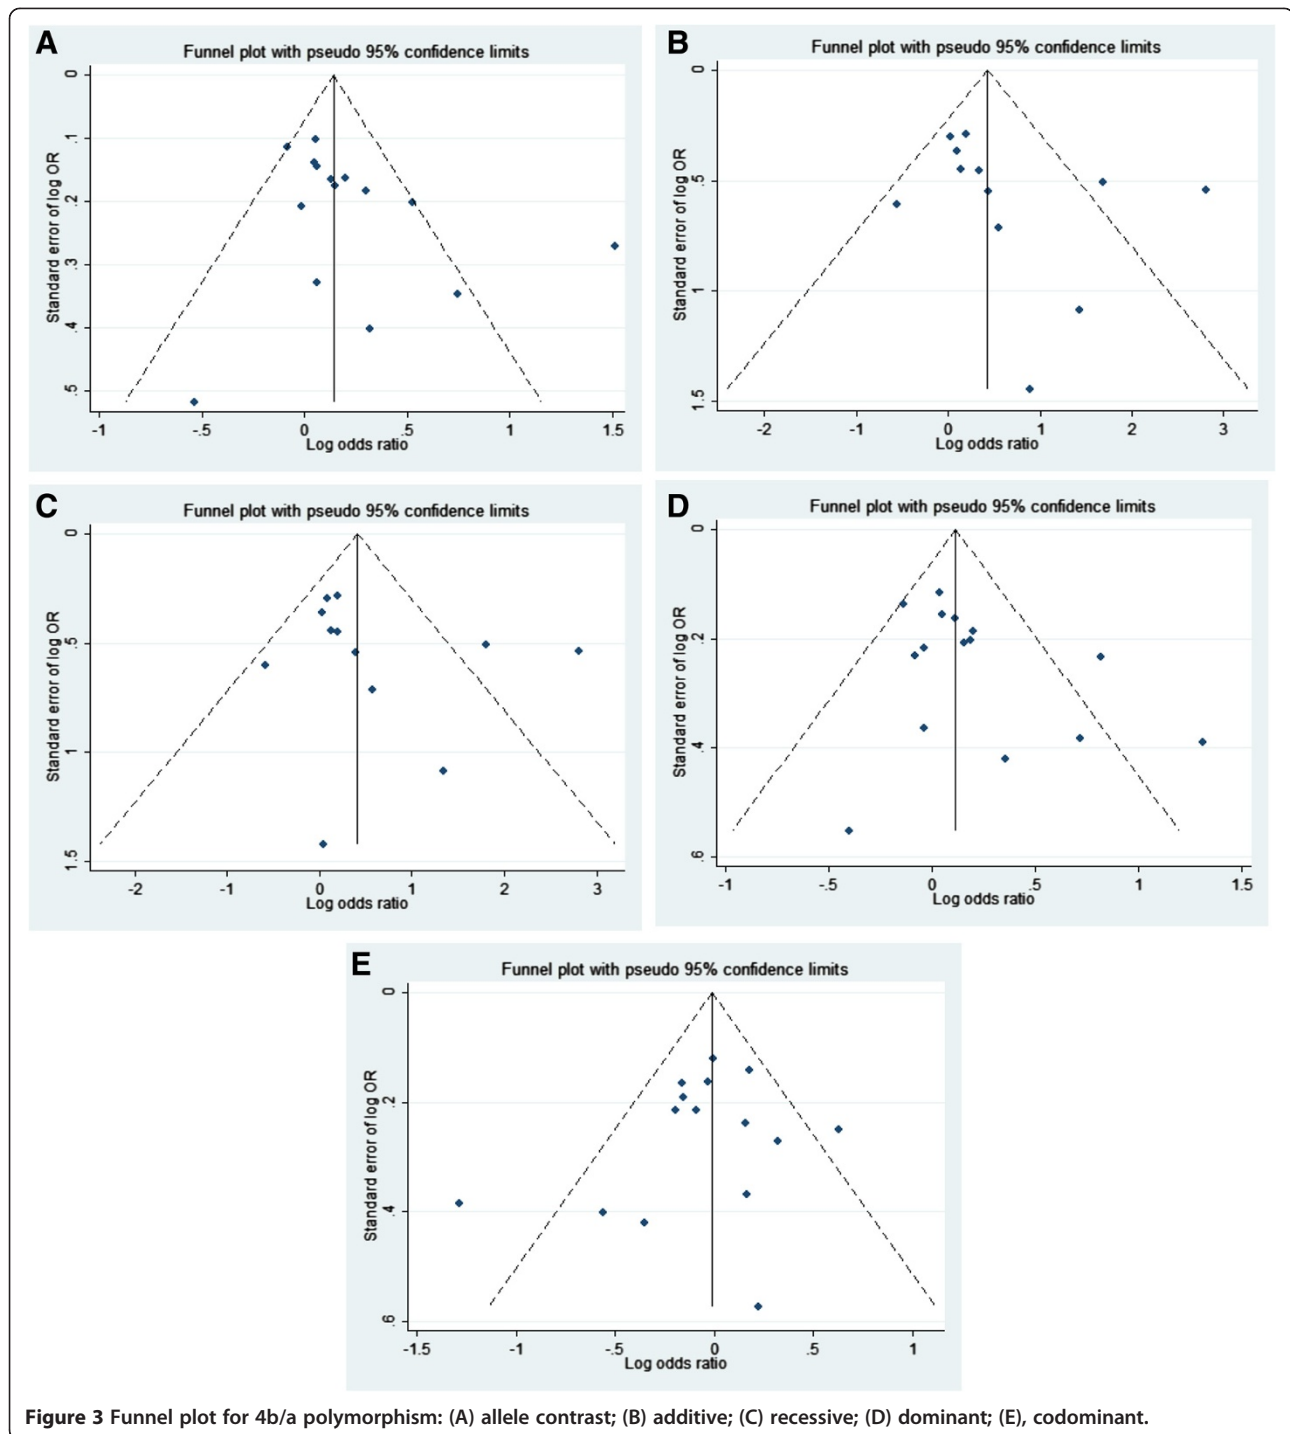 A
Funnel plot with pseudo 95% confidence limits
Standard error of log OR
0
.1
.2
.3
.4
.5
-1
-.5
0
.5
1
1.5
Log odds ratio
B
Funnel plot with pseudo 95% confidence limits
Standard error of log OR
0
.5
1
1.5
-2
-1
0
1
2
3
Log odds ratio
C
Funnel plot with pseudo 95% confidence limits
Standard error of log OR
0
.5
1
1.5
-2
-1
0
1
2
3
Log odds ratio
D
Funnel plot with pseudo 95% confidence limits
Standard error of log OR
0
.2
.4
.6
-1
-.5
0
.5
1
1.5
Log odds ratio
E
Funnel plot with pseudo 95% confidence limits
Standard error of log OR
0
.2
.4
.6
-1.5
-1
-.5
0
.5
1
Log odds ratio
Figure 3 Funnel plot for 4b/a polymorphism: (A) allele contrast; (B) additive; (C) recessive; (D) dominant; (E), codominant.